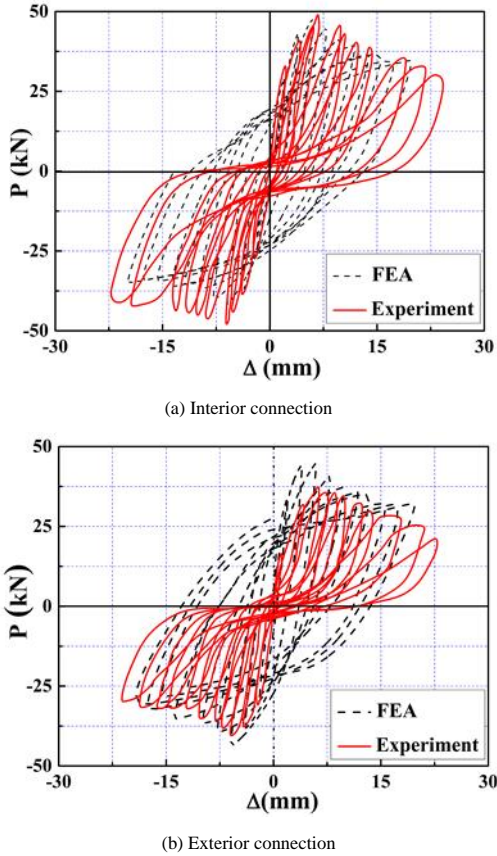 50
25
0
-25
-50
P (kN)
FEA
Experiment
-30 -15 0 15 30
Δ (mm)
(a) Interior connection
50
25
0
-25
-50
P (kN)
FEA
Experiment
-30 -15 0 15 30
Δ(mm)
(b) Exterior connection